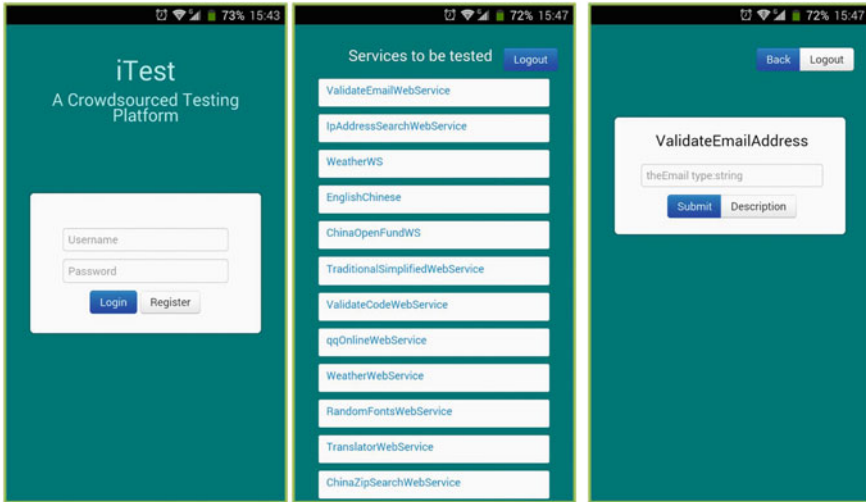 73% 15:43
iTest
A Crowdsourced Testing
Platform
Username
Password
Login Register
72% 15:47
Services to be tested Logout
ValidateEmailWebService
IpAddressSearchWebService
WeatherWS
EnglishChinese
ChinaOpenFundWS
TraditionalSimplifiedWebService
ValidateCodeWebService
qqOnlineWebService
WeatherWebService
RandomFontsWebService
TranslatorWebService
ChinaZipSearchWebService
72% 15:47
Back Logout
ValidateEmailAddress
theEmail type:string
Submit Description